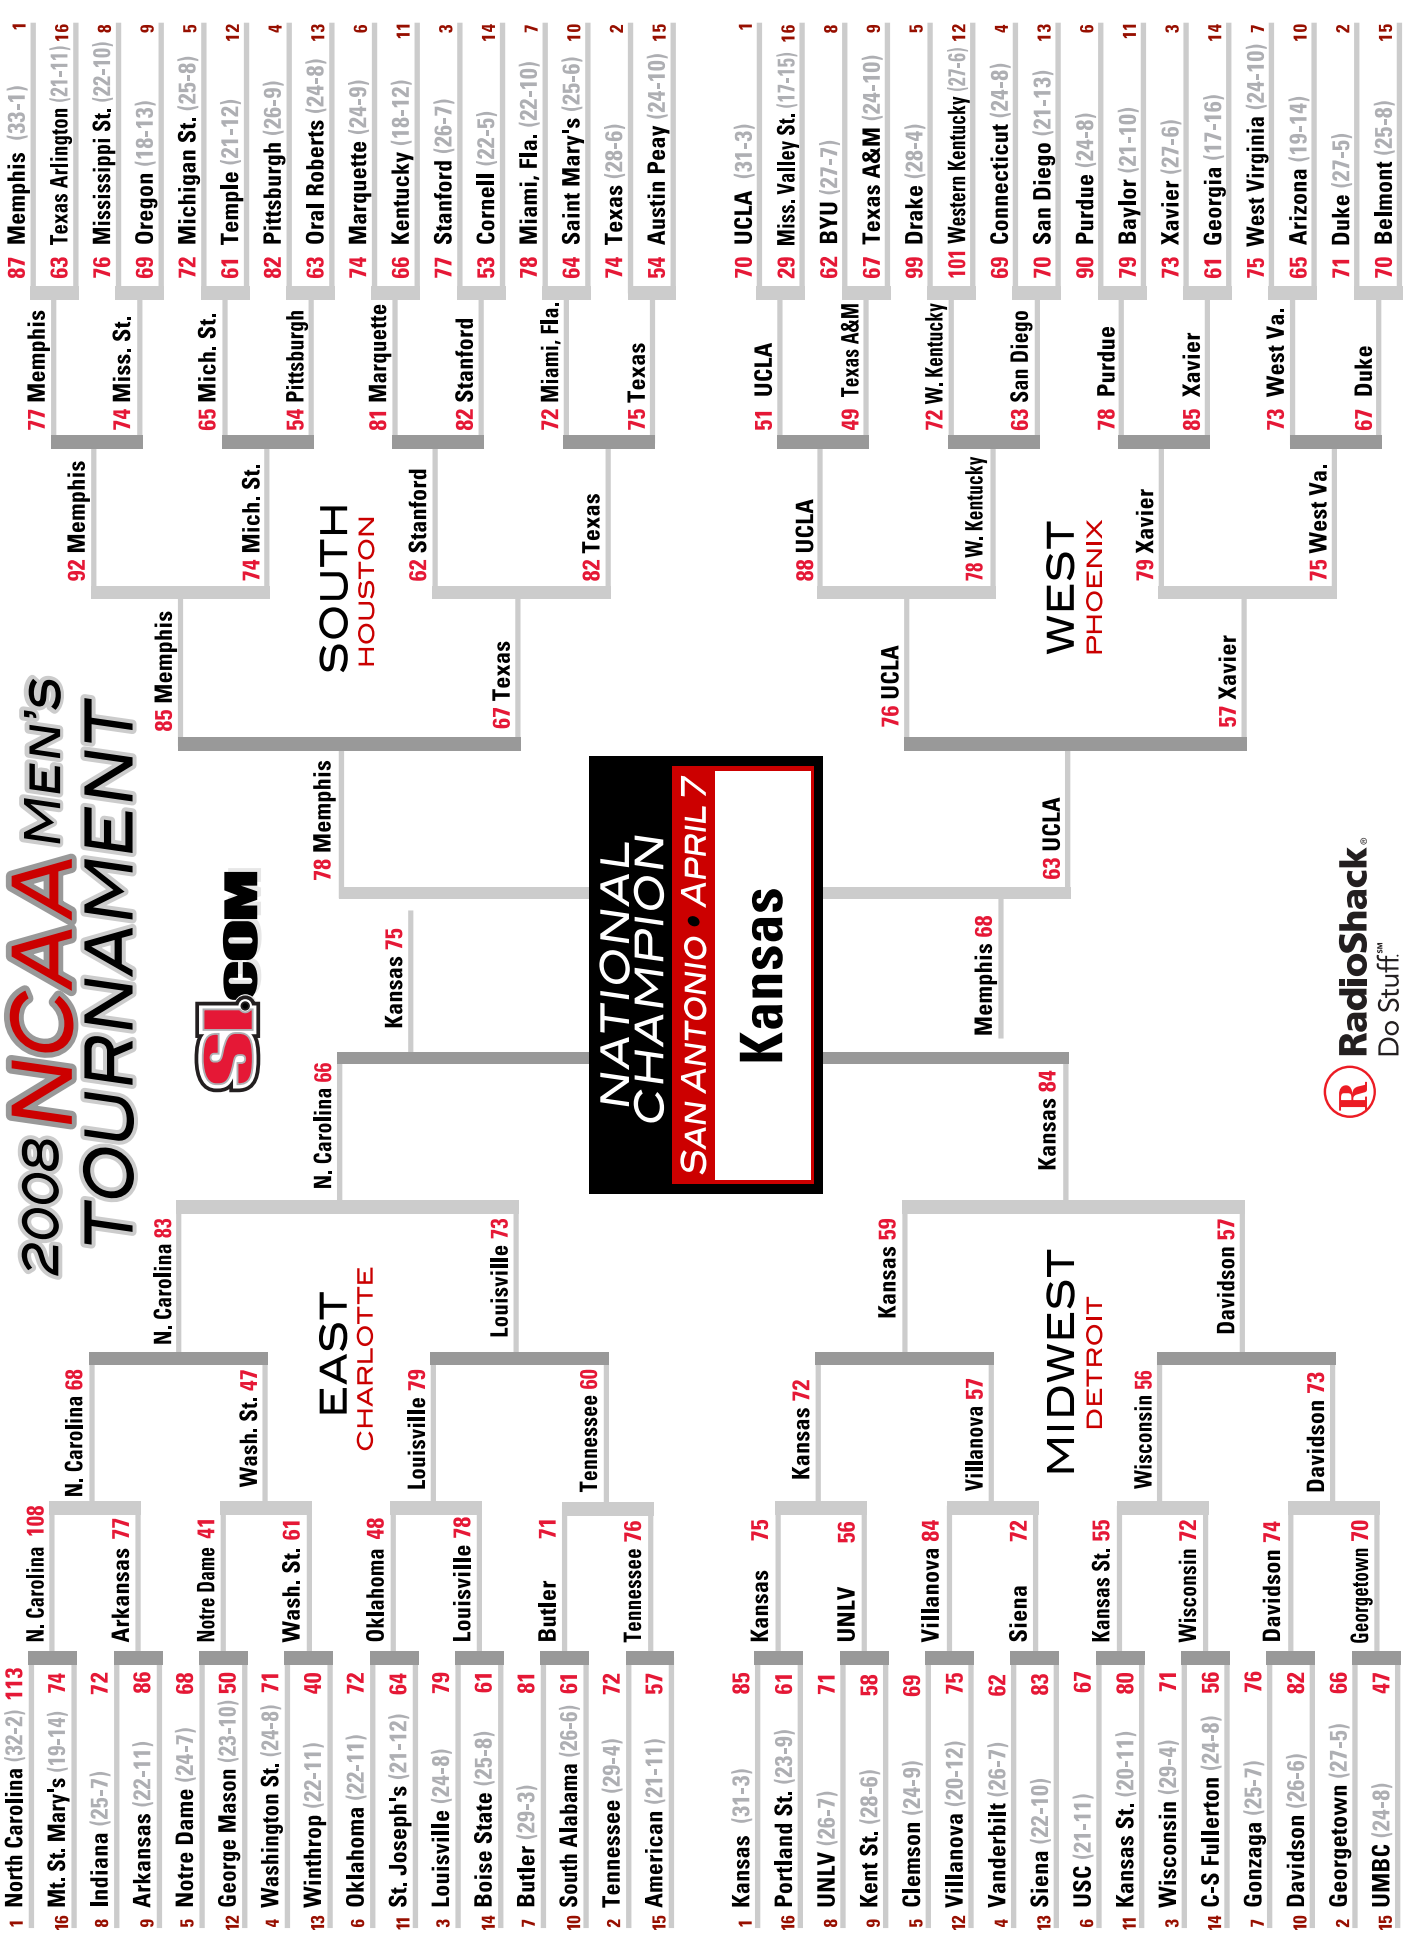 2008 NCAA MEN'S
TOURNAMENT
SI.COM
1 North Carolina (32-2) 113
16 Mt. St. Mary's (19-14) 74
8 Indiana (25-7) 72
9 Arkansas (22-11) 86
5 Notre Dame (24-7) 68
12 George Mason (23-10) 50
4 Washington St. (24-8) 71
13 Winthrop (22-11) 40
6 Oklahoma (22-11) 72
11 St. Joseph's (21-12) 64
3 Louisville (24-8) 79
14 Boise State (25-8) 61
7 Butler (29-3) 81
10 South Alabama (26-6) 61
2 Tennessee (29-4) 72
15 American (21-11) 57
N. Carolina 108
Arkansas 77
Notre Dame 41
Wash. St. 61
Oklahoma 48
Louisville 78
Butler 71
Tennessee 76
N. Carolina 68
Wash. St. 47
Louisville 79
Tennessee 60
EAST
CHARLOTTE
N. Carolina 83
Louisville 73
N. Carolina 66
1 Kansas (31-3) 85
16 Portland St. (23-9) 61
8 UNLV (26-7) 71
9 Kent St. (28-6) 58
5 Clemson (24-9) 69
12 Villanova (20-12) 75
4 Vanderbilt (26-7) 62
13 Siena (22-10) 83
6 USC (21-11) 67
11 Kansas St. (20-11) 80
3 Wisconsin (29-4) 71
14 C-S Fullerton (24-8) 56
7 Gonzaga (25-7) 76
10 Davidson (26-6) 82
2 Georgetown (27-5) 66
15 UMBC (24-8) 47
Kansas 75
UNLV 56
Villanova 84
Siena 72
Kansas St. 55
Wisconsin 72
Davidson 74
Georgetown 70
Kansas 72
Villanova 57
Wisconsin 56
Davidson 73
MIDWEST
DETROIT
Kansas 59
Davidson 57
Kansas 84
Kansas 75
NATIONAL
CHAMPION
SAN ANTONIO • APRIL 7
Kansas
Memphis 68
78 Memphis
85 Memphis
67 Texas
SOUTH
HOUSTON
92 Memphis
74 Mich. St.
62 Stanford
82 Texas
77 Memphis
74 Miss. St.
65 Mich. St.
54 Pittsburgh
81 Marquette
82 Stanford
72 Miami, Fla.
75 Texas
87 Memphis (33-1) 1
63 Texas Arlington (21-11) 16
76 Mississippi St. (22-10) 8
69 Oregon (18-13) 9
72 Michigan St. (25-8) 5
61 Temple (21-12) 12
82 Pittsburgh (26-9) 4
63 Oral Roberts (24-8) 13
74 Marquette (24-9) 6
66 Kentucky (18-12) 11
77 Stanford (26-7) 3
53 Cornell (22-5) 14
78 Miami, Fla. (22-10) 7
64 Saint Mary's (25-6) 10
74 Texas (28-6) 2
54 Austin Peay (24-10) 15
63 UCLA
76 UCLA
57 Xavier
WEST
PHOENIX
88 UCLA
78 W. Kentucky
79 Xavier
75 West Va.
51 UCLA
49 Texas A&M
72 W. Kentucky
63 San Diego
78 Purdue
85 Xavier
73 West Va.
67 Duke
70 UCLA (31-3) 1
29 Miss. Valley St. (17-15) 16
62 BYU (27-7) 8
67 Texas A&M (24-10) 9
99 Drake (28-4) 5
101 Western Kentucky (27-6) 12
69 Connecticut (24-8) 4
70 San Diego (21-13) 13
90 Purdue (24-8) 6
79 Baylor (21-10) 11
73 Xavier (27-6) 3
61 Georgia (17-16) 14
75 West Virginia (24-10) 7
65 Arizona (19-14) 10
71 Duke (27-5) 2
70 Belmont (25-8) 15
R RadioShack®
Do Stuff.℠